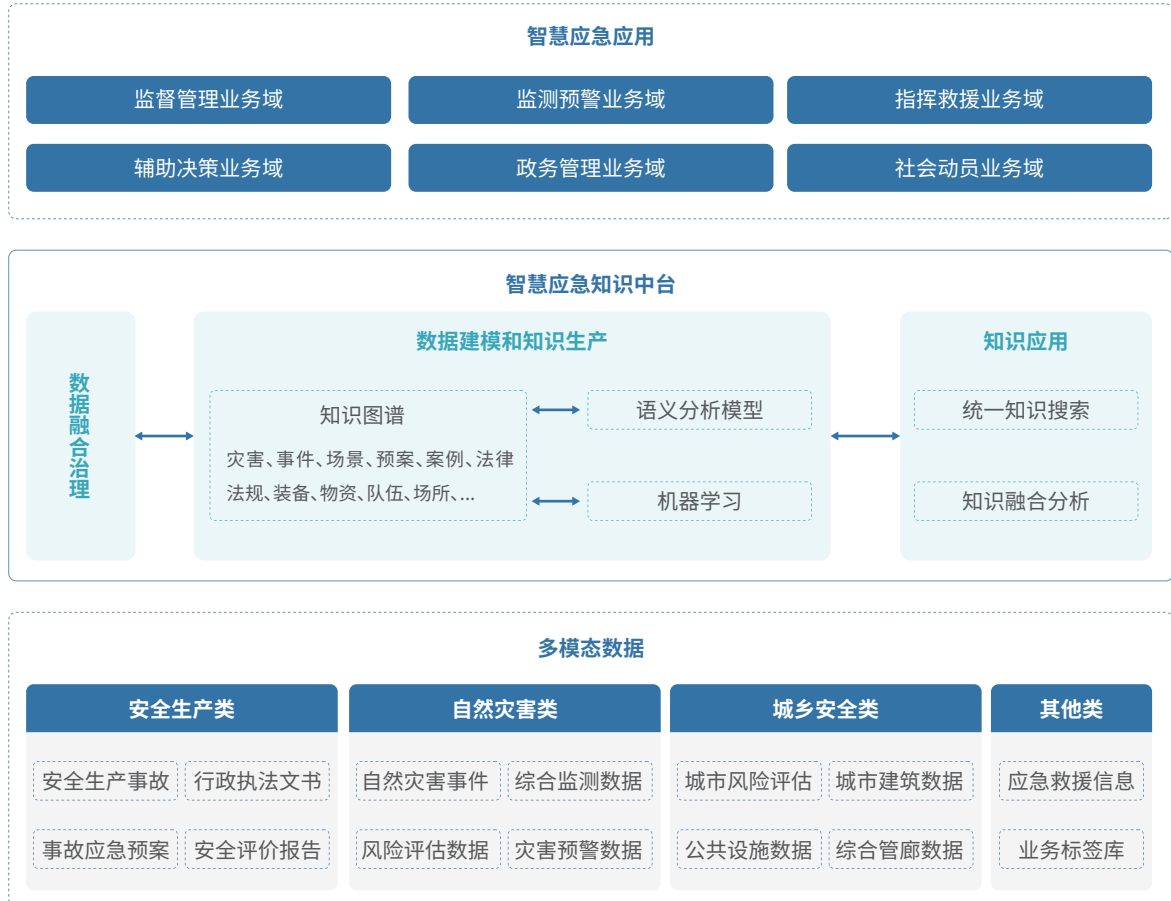 智慧应急应用
监督管理业务域
监测预警业务域
指挥救援业务域
辅助决策业务域
政务管理业务域
社会动员业务域
智慧应急知识中台
数据融合治理
数据建模和知识生产
知识图谱
灾害、事件、场景、预案、案例、法律
法规、装备、物资、队伍、场所、...
语义分析模型
机器学习
知识应用
统一知识搜索
知识融合分析
多模态数据
安全生产类
安全生产事故
行政执法文书
事故应急预案
安全评价报告
自然灾害类
自然灾害事件
综合监测数据
风险评估数据
灾害预警数据
城乡安全类
城市风险评估
城市建筑数据
公共设施数据
综合管廊数据
其他类
应急救援信息
业务标签库